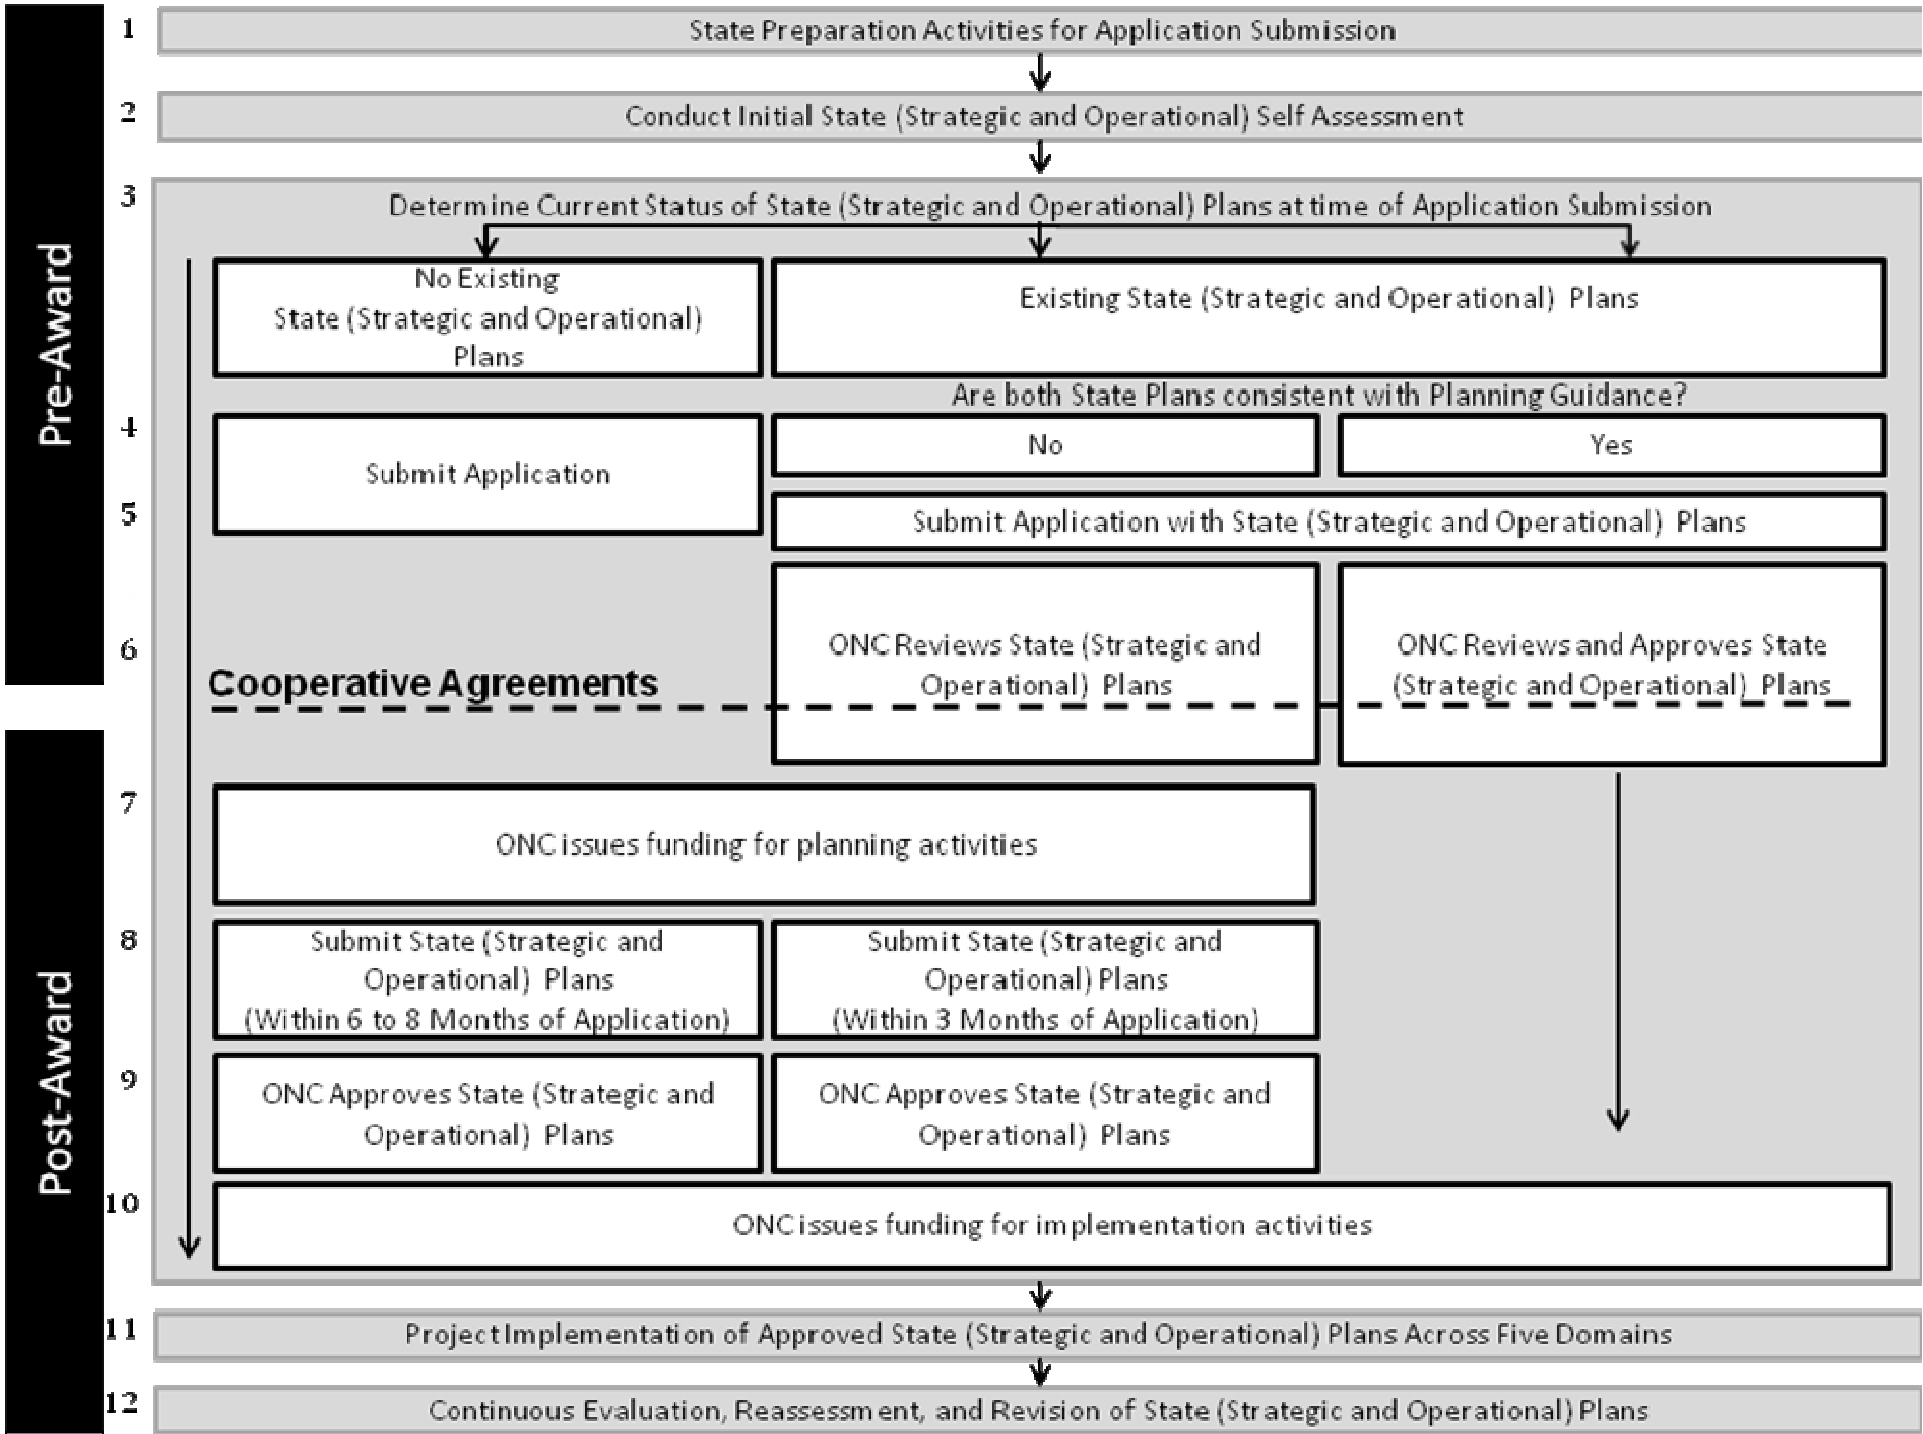 Pre-Award
1
State Preparation Activities for Application Submission
2
Conduct Initial State (Strategic and Operational) Self Assessment
3
Determine Current Status of State (Strategic and Operational) Plans at time of Application Submission
No Existing
State (Strategic and Operational)
Plans
Existing State (Strategic and Operational) Plans
Are both State Plans consistent with Planning Guidance?
4
Submit Application
No
Yes
5
Submit Application with State (Strategic and Operational) Plans
6
ONC Reviews State (Strategic and
Operational) Plans
ONC Reviews and Approves State
(Strategic and Operational) Plans
Cooperative Agreements
Post-Award
7
ONC issues funding for planning activities
8
Submit State (Strategic and
Operational) Plans
(Within 6 to 8 Months of Application)
Submit State (Strategic and
Operational) Plans
(Within 3 Months of Application)
9
ONC Approves State (Strategic and
Operational) Plans
ONC Approves State (Strategic and
Operational) Plans
10
ONC issues funding for implementation activities
11
Project Implementation of Approved State (Strategic and Operational) Plans Across Five Domains
12
Continuous Evaluation, Reassessment, and Revision of State (Strategic and Operational) Plans